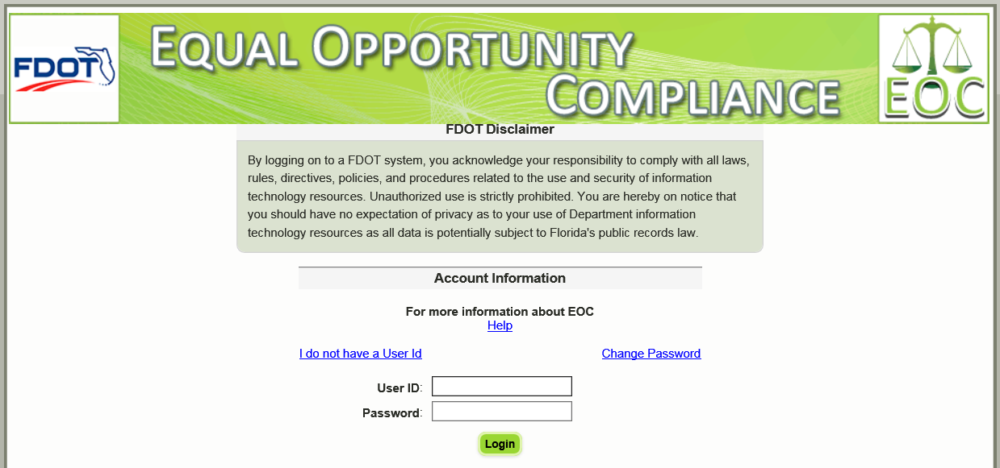 FDOT
EQUAL OPPORTUNITY
COMPLIANCE
EOC
FDOT Disclaimer
By logging on to a FDOT system, you acknowledge your responsibility to comply with all laws,
rules, directives, policies, and procedures related to the use and security of information
technology resources. Unauthorized use is strictly prohibited. You are hereby on notice that
you should have no expectation of privacy as to your use of Department information
technology resources as all data is potentially subject to Florida's public records law.
Account Information
For more information about EOC
Help
I do not have a User Id
Change Password
User ID:
Password:
Login